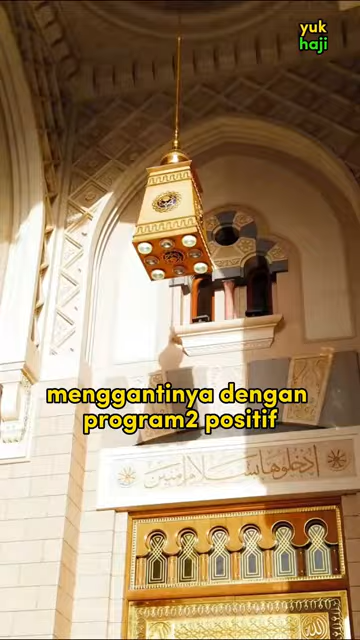 yuk
haji
menggantinya dengan
program2 positif
ادخلوها بسلام آمنين